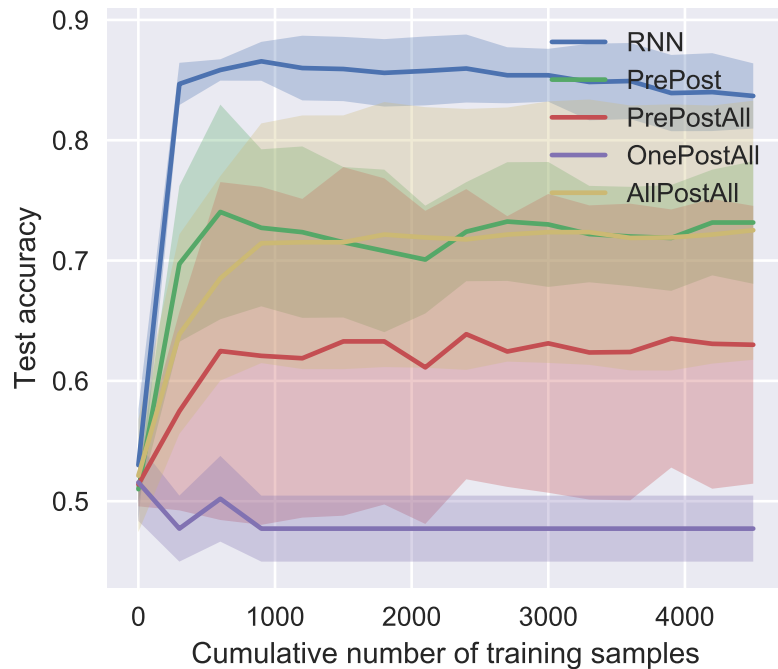 0.9
0.8
0.7
0.6
0.5
Test accuracy
RNN
PrePost
PrePostAll
OnePostAll
AllPostAll
0 1000 2000 3000 4000
Cumulative number of training samples